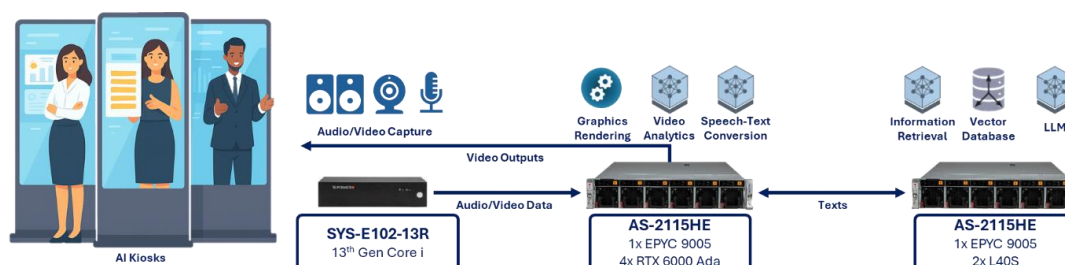 Audio/Video Capture
Graphics
Rendering
Video
Analytics
Speech-Text
Conversion
Information
Retrieval
Vector
Database
LLM
Video Outputs
SUPERMICR
Audio/Video Data
Texts
SYS-E102-13R
13th Gen Core i
AS-2115HE
1x EPYC 9005
4x RTX 6000 Ada
AS-2115HE
1x EPYC 9005
2x L40S
AI Kiosks